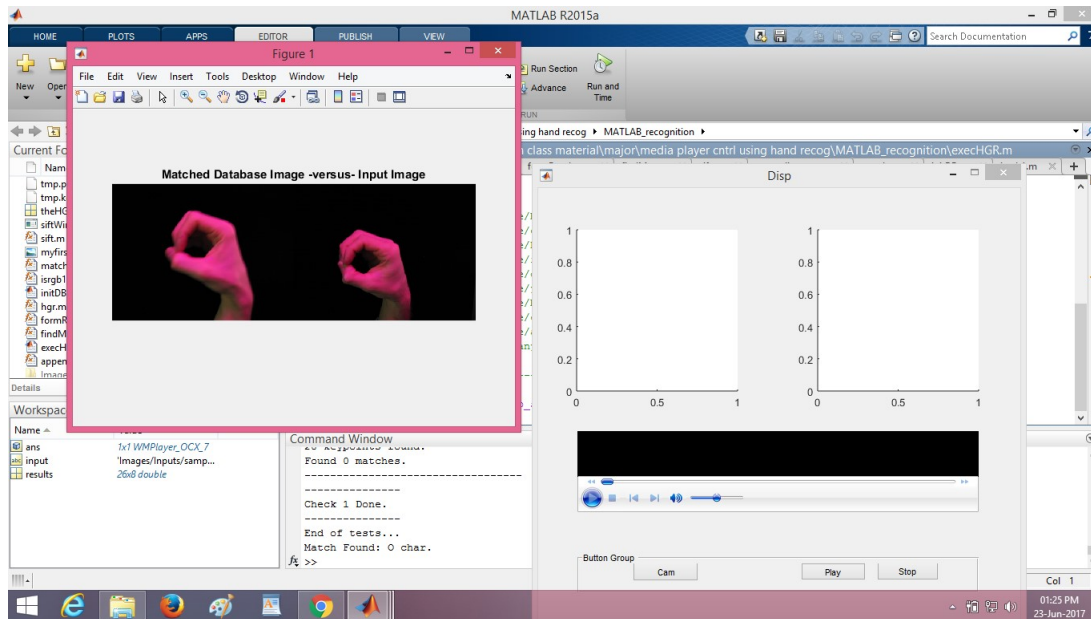 MATLAB R2015a
HOME PLOTS APPS EDITOR PUBLISH VIEW
Search Documentation
Figure 1
File Edit View Insert Tools Desktop Window Help
New Open
Run Section
Advance
Run and
Time
RUN
ing hand recog ▸ MATLAB_recognition ▸
Current Fo
class material\major\media player cntrl using hand recog\MATLAB_recognition\execHGR.m
Nam
tmp.p
tmp.k
theHG
siftWi
sift.m
myfirs
match
isrgb1
initDB
hgr.m
formR
findM
execH
appen
Image
Details
Matched Database Image -versus- Input Image
Disp
1
0.8
0.6
0.4
0.2
0
0 0.5 1
1
0.8
0.6
0.4
0.2
0
0 0.5 1
Workspac
Name
Value
ans 1x1 WMPlayer_OCX_7
input 'Images/Inputs/samp...
results 26x8 double
Command Window
Found 0 matches.
-----------------------------------
---------------
Check 1 Done.
---------------
End of tests...
Match Found: O char.
fx >>
Button Group
Cam
Play
Stop
Col 1
01:25 PM
23-Jun-2017